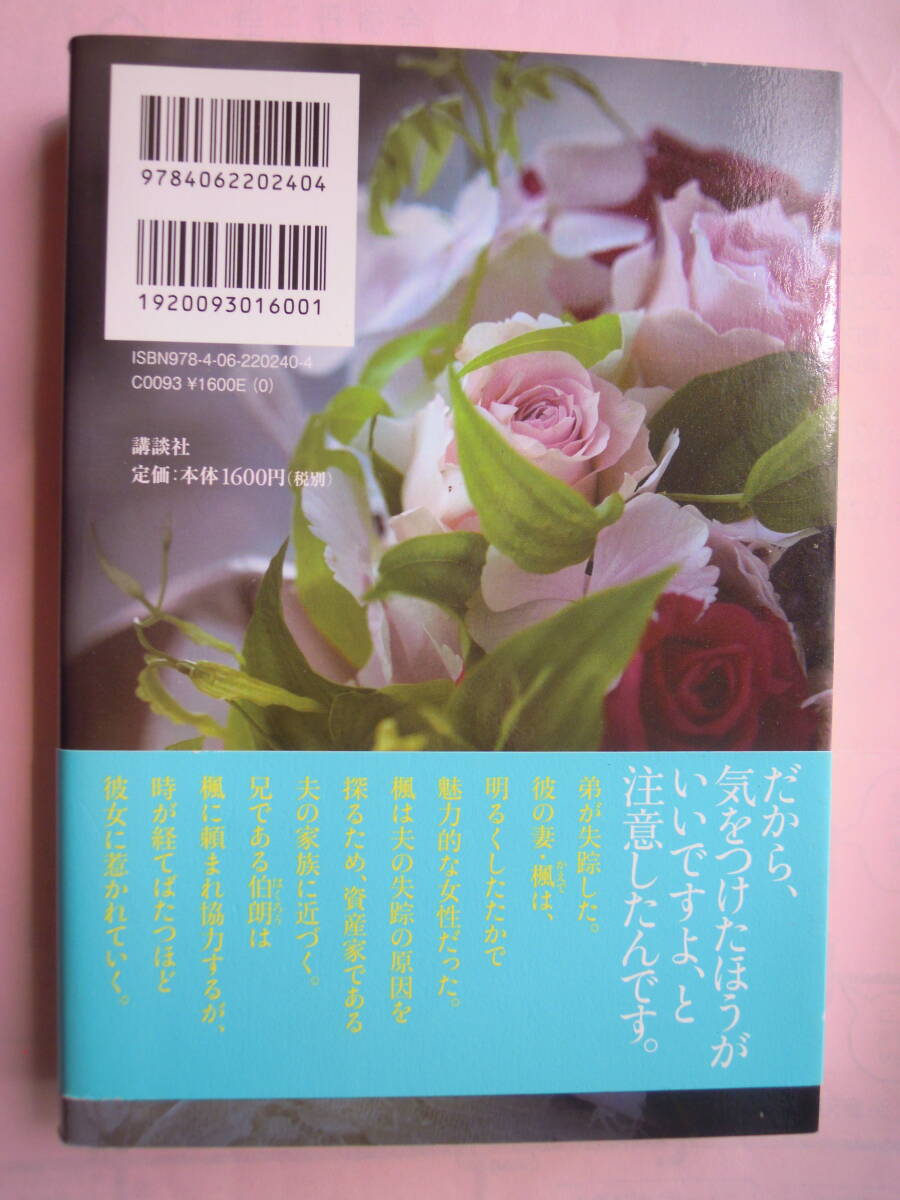 9784062202404
1920093016001
ISBN978-4-06-220240-4
C0093 ¥1600E (0)
講談社
定価:本体1600円(税別)
だから、
気をつけたほうが
いいですよ、と
注意したんです。
弟が失踪した。
彼の妻・楓は、
かえで
明るくしたたかで
魅力的な女性だった。
楓は夫の失踪の原因を
探るため、資産家である
夫の家族に近づく。
兄である伯朗は
はくろう
楓に頼まれ協力するが、
時が経てばたつほど
彼女に惹かれていく。